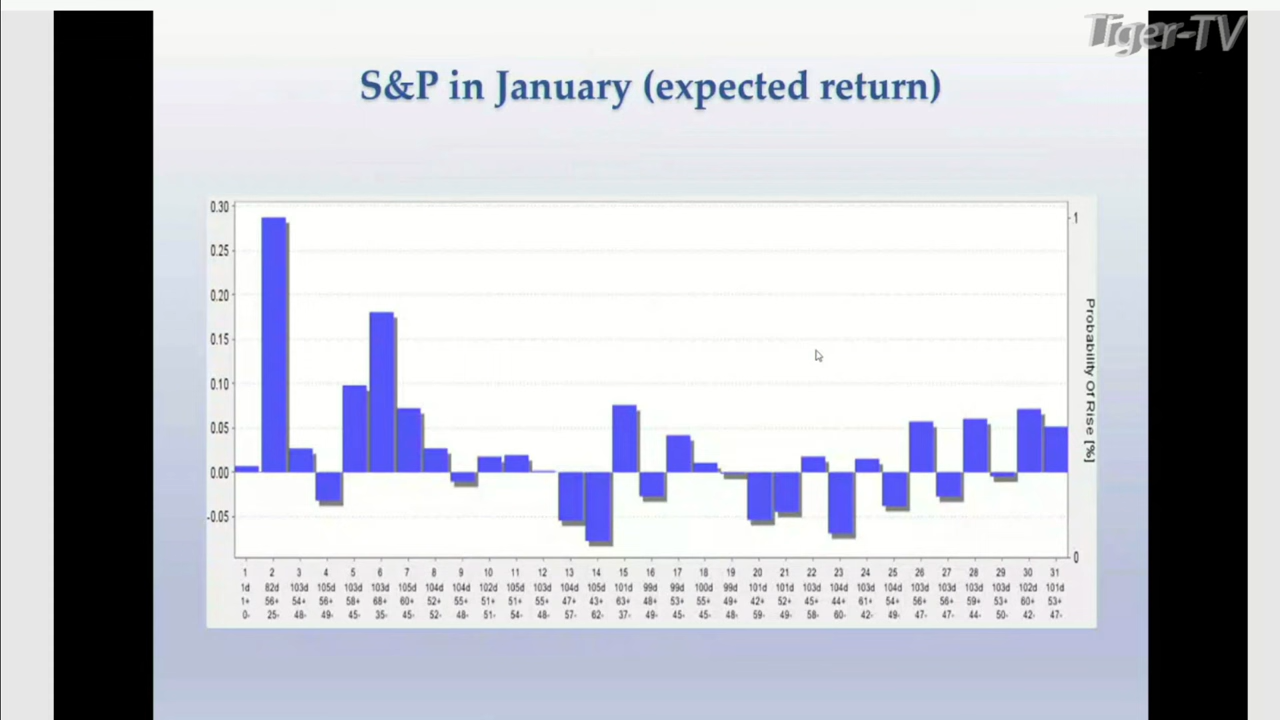 Tiger-TV
S&P in January (expected return)
0.30
0.25
0.20
0.15
0.10
0.05
0.00
-0.05
1
0
Probability Of Rise [%]
1 2 3 4 5 6 7 8 9 10 11 12 13 14 15 16 17 18 19 20 21 22 23 24 25 26 27 28 29 30 31
1d 82d 103d 105d 103d 103d 105d 104d 104d 102d 105d 103d 104d 105d 101d 99d 99d 100d 99d 101d 101d 103d 104d 103d 104d 103d 103d 103d 103d 102d 101d
1+ 56+ 54+ 56+ 58+ 68+ 60+ 52+ 55+ 51+ 51+ 55+ 47+ 43+ 63+ 48+ 53+ 55+ 49+ 42+ 52+ 45+ 44+ 61+ 54+ 56+ 56+ 59+ 53+ 60+ 53+
0- 25- 48- 49- 45- 35- 45- 52- 48- 51- 54- 48- 57- 62- 37- 49- 45- 45- 48- 59- 49- 58- 60- 42- 49- 47- 47- 44- 50- 42- 47-